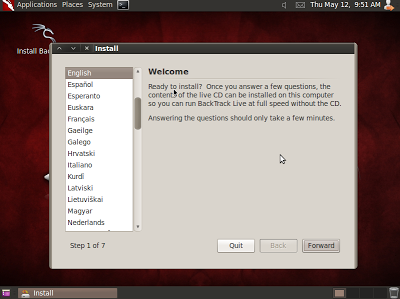 Applications Places System
Thu May 12, 9:51 AM
Install Bac
Install
English
Español
Esperanto
Euskara
Français
Gaeilge
Galego
Hrvatski
Italiano
Kurdî
Latviski
Lietuviškai
Magyar
Nederlands
Welcome
Ready to install? Once you answer a few questions, the
contents of the live CD can be installed on this computer
so you can run BackTrack Live at full speed without the CD.
Answering the questions should only take a few minutes.
Step 1 of 7
Quit
Back
Forward
Install